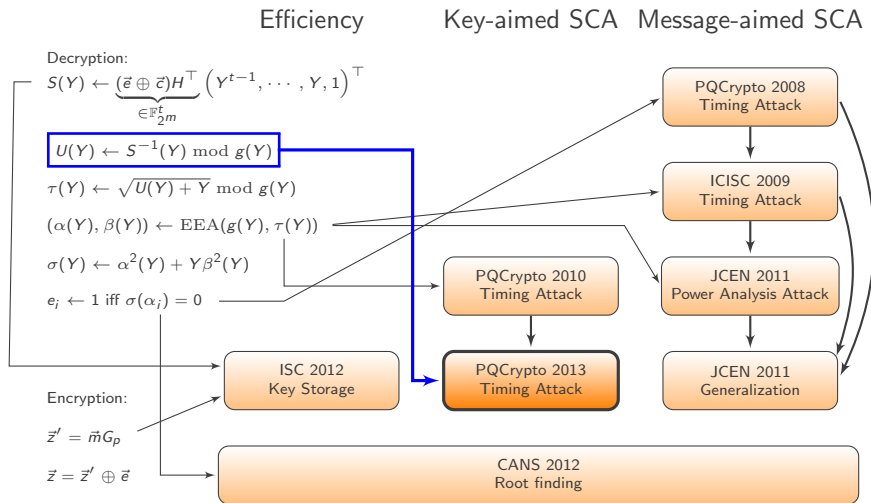 Efficiency
Key-aimed SCA
Message-aimed SCA
Decryption:
S(Y) ← (e⃗ ⊕ c⃗)H^⊤ (Y^{t−1}, ⋯ , Y, 1)^⊤
∈𝔽^t_{2^m}
U(Y) ← S^{−1}(Y) mod g(Y)
τ(Y) ← √(U(Y) + Y) mod g(Y)
(α(Y), β(Y)) ← EEA(g(Y), τ(Y))
σ(Y) ← α²(Y) + Yβ²(Y)
e_i ← 1 iff σ(α_i) = 0
Encryption:
z⃗′ = m⃗G_p
z⃗ = z⃗′ ⊕ e⃗
ISC 2012
Key Storage
PQCrypto 2010
Timing Attack
PQCrypto 2013
Timing Attack
PQCrypto 2008
Timing Attack
ICISC 2009
Timing Attack
JCEN 2011
Power Analysis Attack
JCEN 2011
Generalization
CANS 2012
Root finding